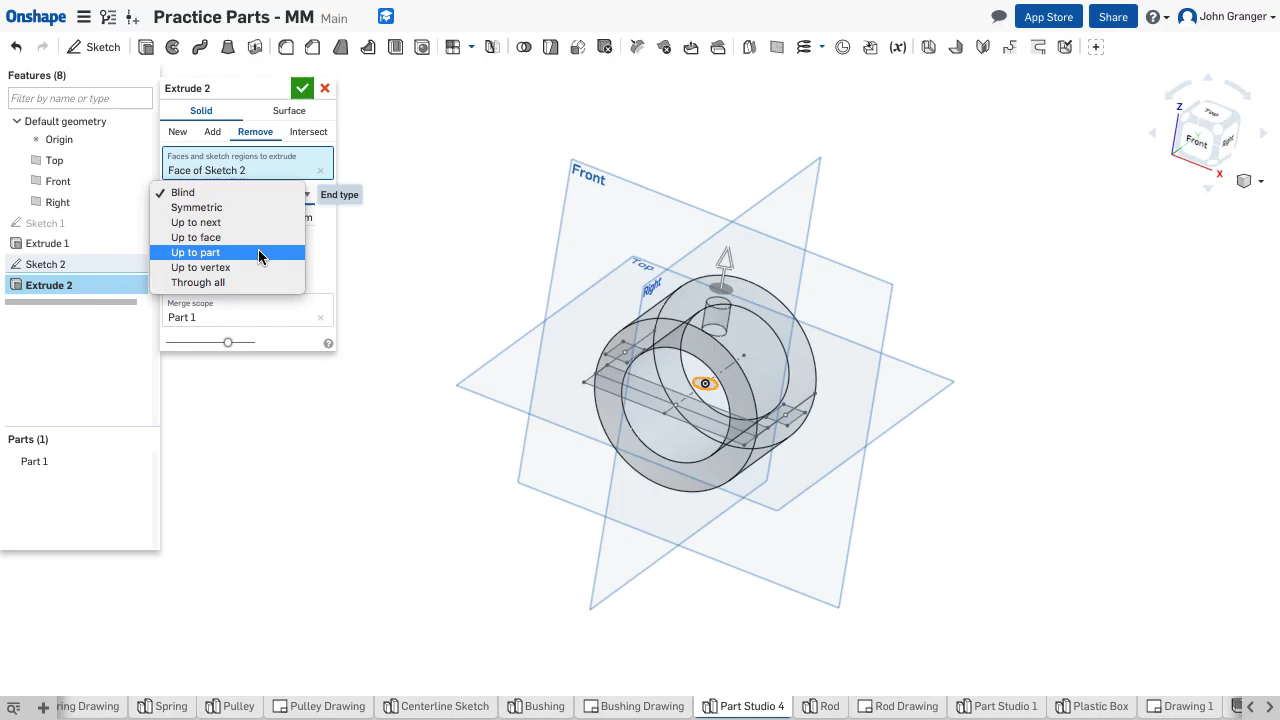 Onshape
Practice Parts - MM Main
App Store
Share
John Granger
Sketch
(x)
Features (8)
Filter by name or type
Default geometry
Origin
Top
Front
Right
Sketch 1
Extrude 1
Sketch 2
Extrude 2
Parts (1)
Part 1
Extrude 2
Solid Surface
New Add Remove Intersect
Faces and sketch regions to extrude
Face of Sketch 2
Blind
Symmetric
Up to next
Up to face
Up to part
Up to vertex
Through all
End type
m
Merge scope
Part 1
Front
Top
Right
Z
Y
X
Top
Front
Right
ring Drawing
Spring
Pulley
Pulley Drawing
Centerline Sketch
Bushing
Bushing Drawing
Part Studio 4
Rod
Rod Drawing
Part Studio 1
Plastic Box
Drawing 1